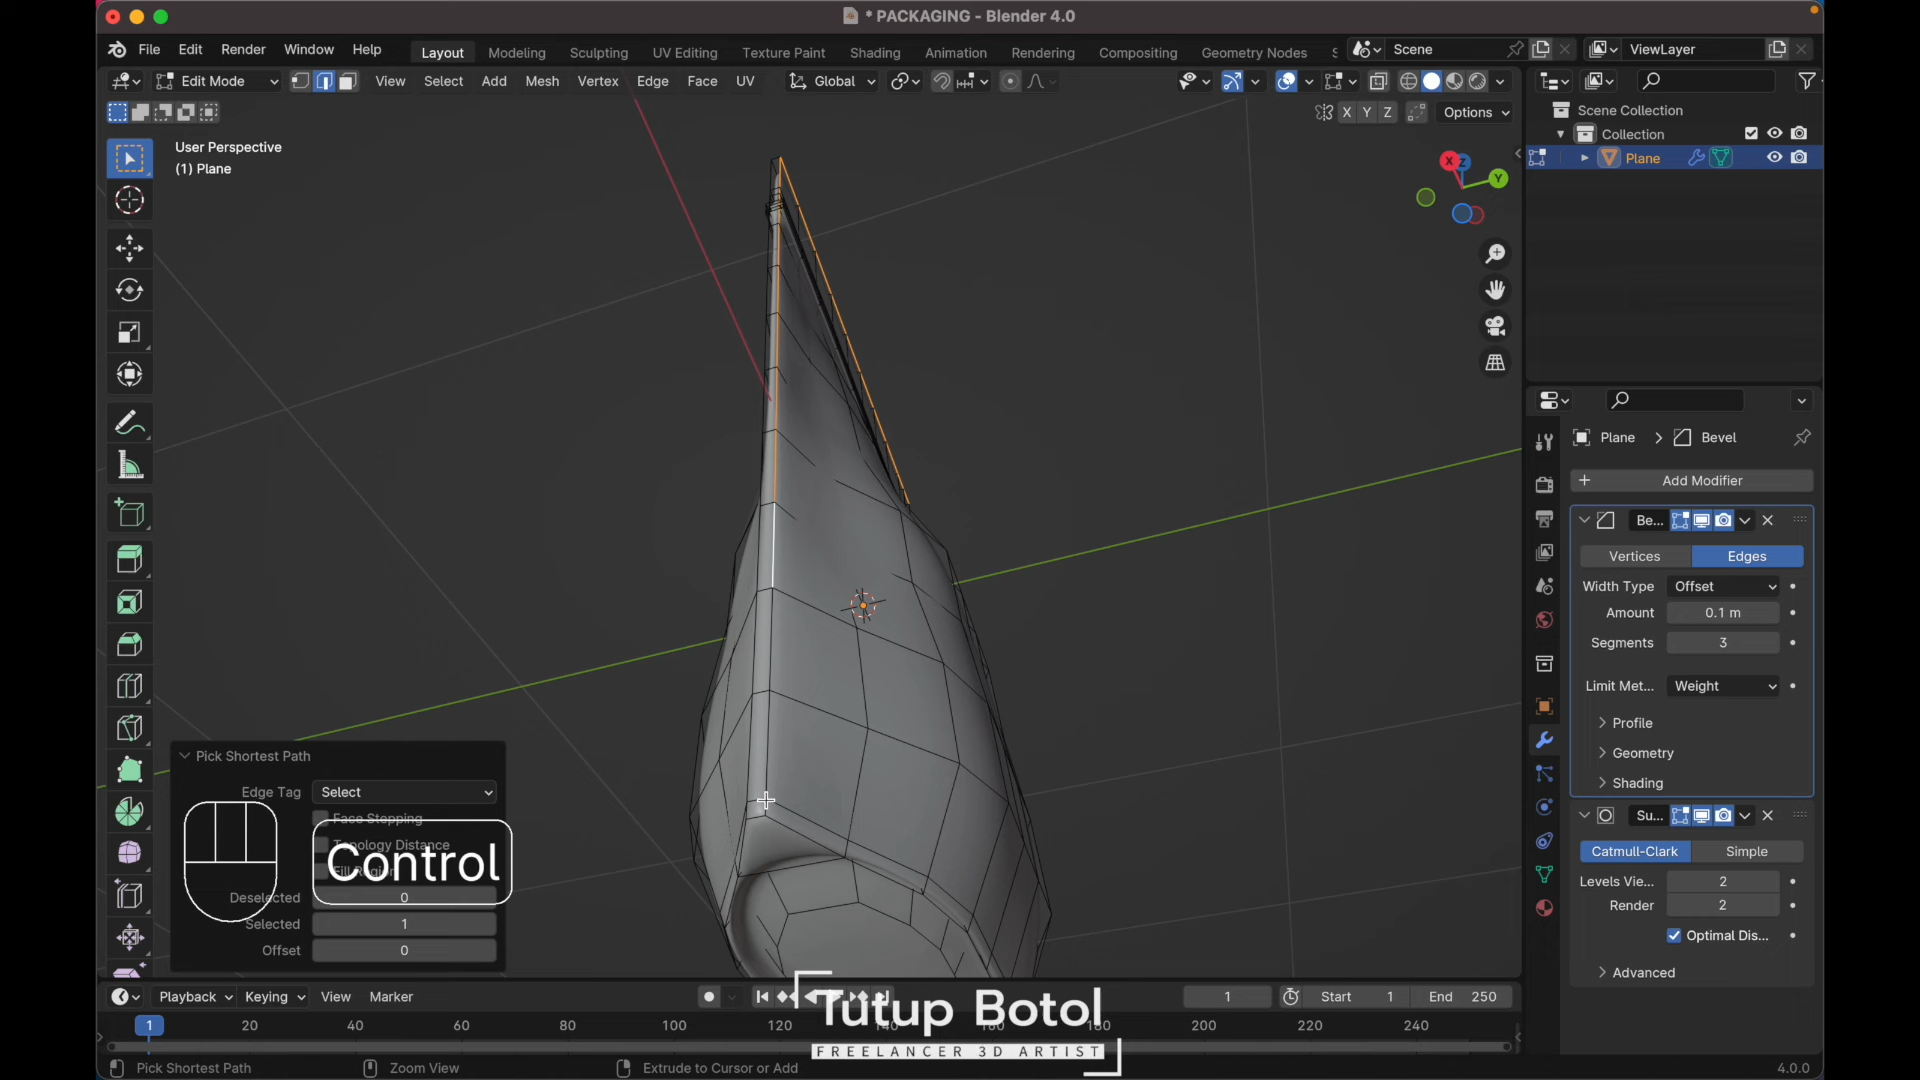 * PACKAGING - Blender 4.0
File Edit Render Window Help
Layout Modeling Sculpting UV Editing Texture Paint Shading Animation Rendering Compositing Geometry Nodes
Scene
ViewLayer
Edit Mode
View Select Add Mesh Vertex Edge Face UV
Global
X Y Z
Options
User Perspective
(1) Plane
X Z Y
Scene Collection
Collection
Plane
Plane > Bevel
+ Add Modifier
Be...
Vertices Edges
Width Type Offset
Amount 0.1 m
Segments 3
Limit Met... Weight
Profile
Geometry
Shading
Su...
Catmull-Clark Simple
Levels Vie... 2
Render 2
Optimal Dis...
Advanced
Pick Shortest Path
Edge Tag Select
Face Stepping
Topology Distance
Fill Region
Control
Deselected 0
Selected 1
Offset 0
Playback Keying View Marker
1
Start 1
End 250
1 20 40 60 80 100 120 140 160 180 200 220 240
Tutup Botol
FREELANCER 3D ARTIST
Pick Shortest Path
Zoom View
Extrude to Cursor or Add
4.0.0